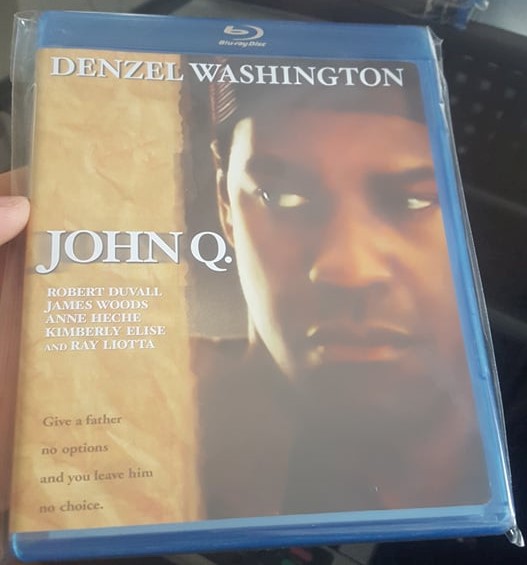 Blu-ray Disc
DENZEL WASHINGTON
JOHN Q.
ROBERT DUVALL
JAMES WOODS
ANNE HECHE
KIMBERLY ELISE
AND RAY LIOTTA
Give a father
no options
and you leave him
no choice.